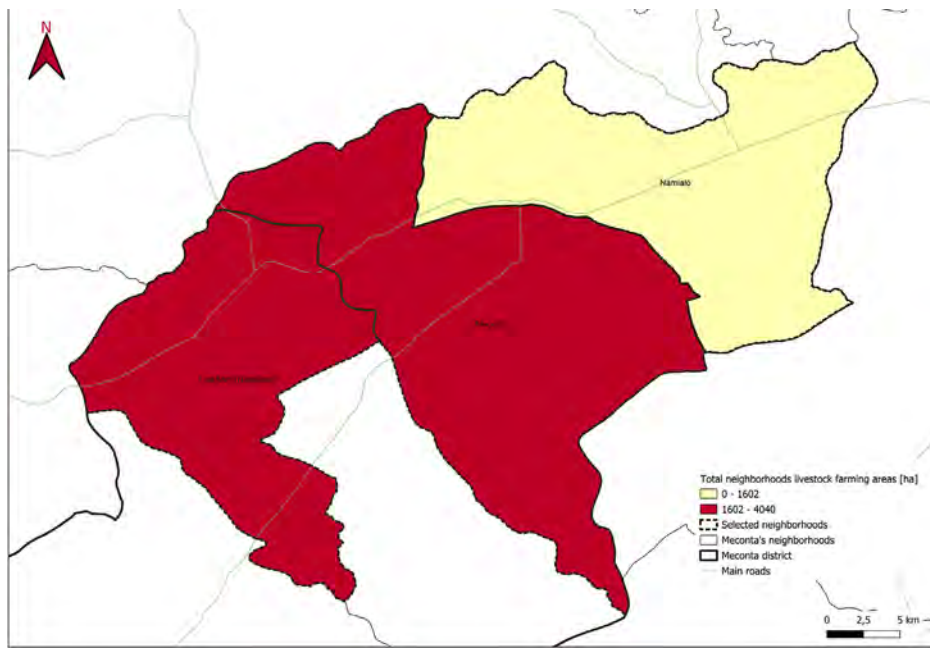 N
Namialo
Total neighborhoods livestock farming areas [ha]
0 - 1602
1602 - 4040
Selected neighborhoods
Meconta's neighborhoods
Meconta district
Main roads
0 2,5 5 km